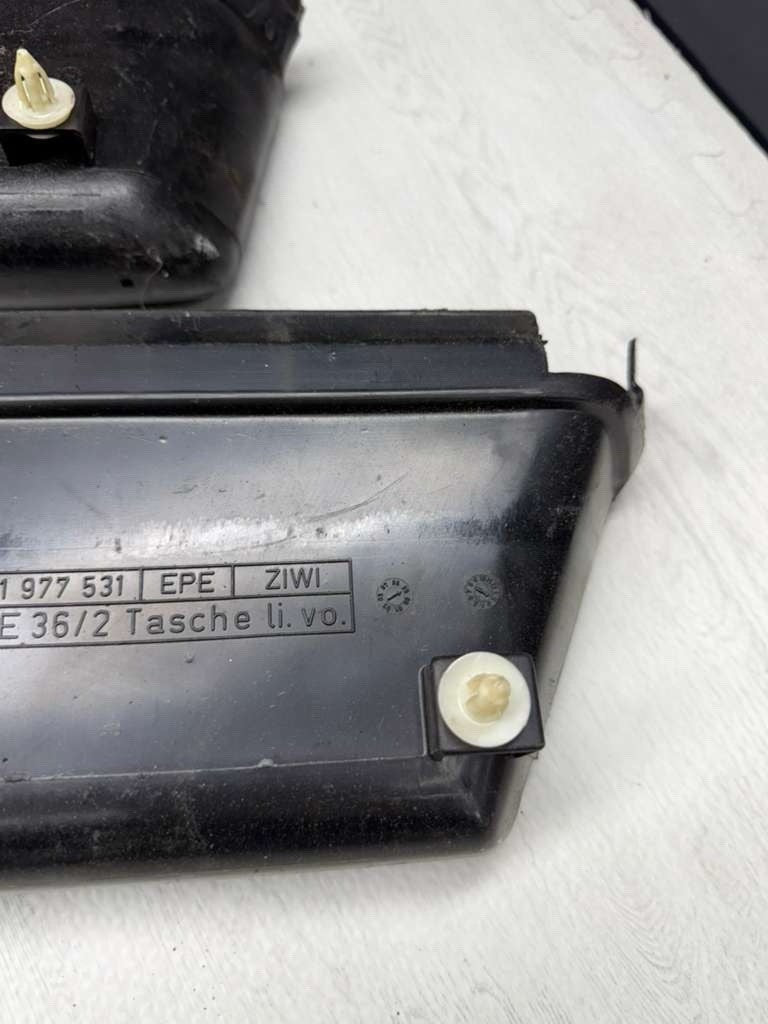 1 977 531 EPE ZIWI
E 36/2 Tasche li. vo.